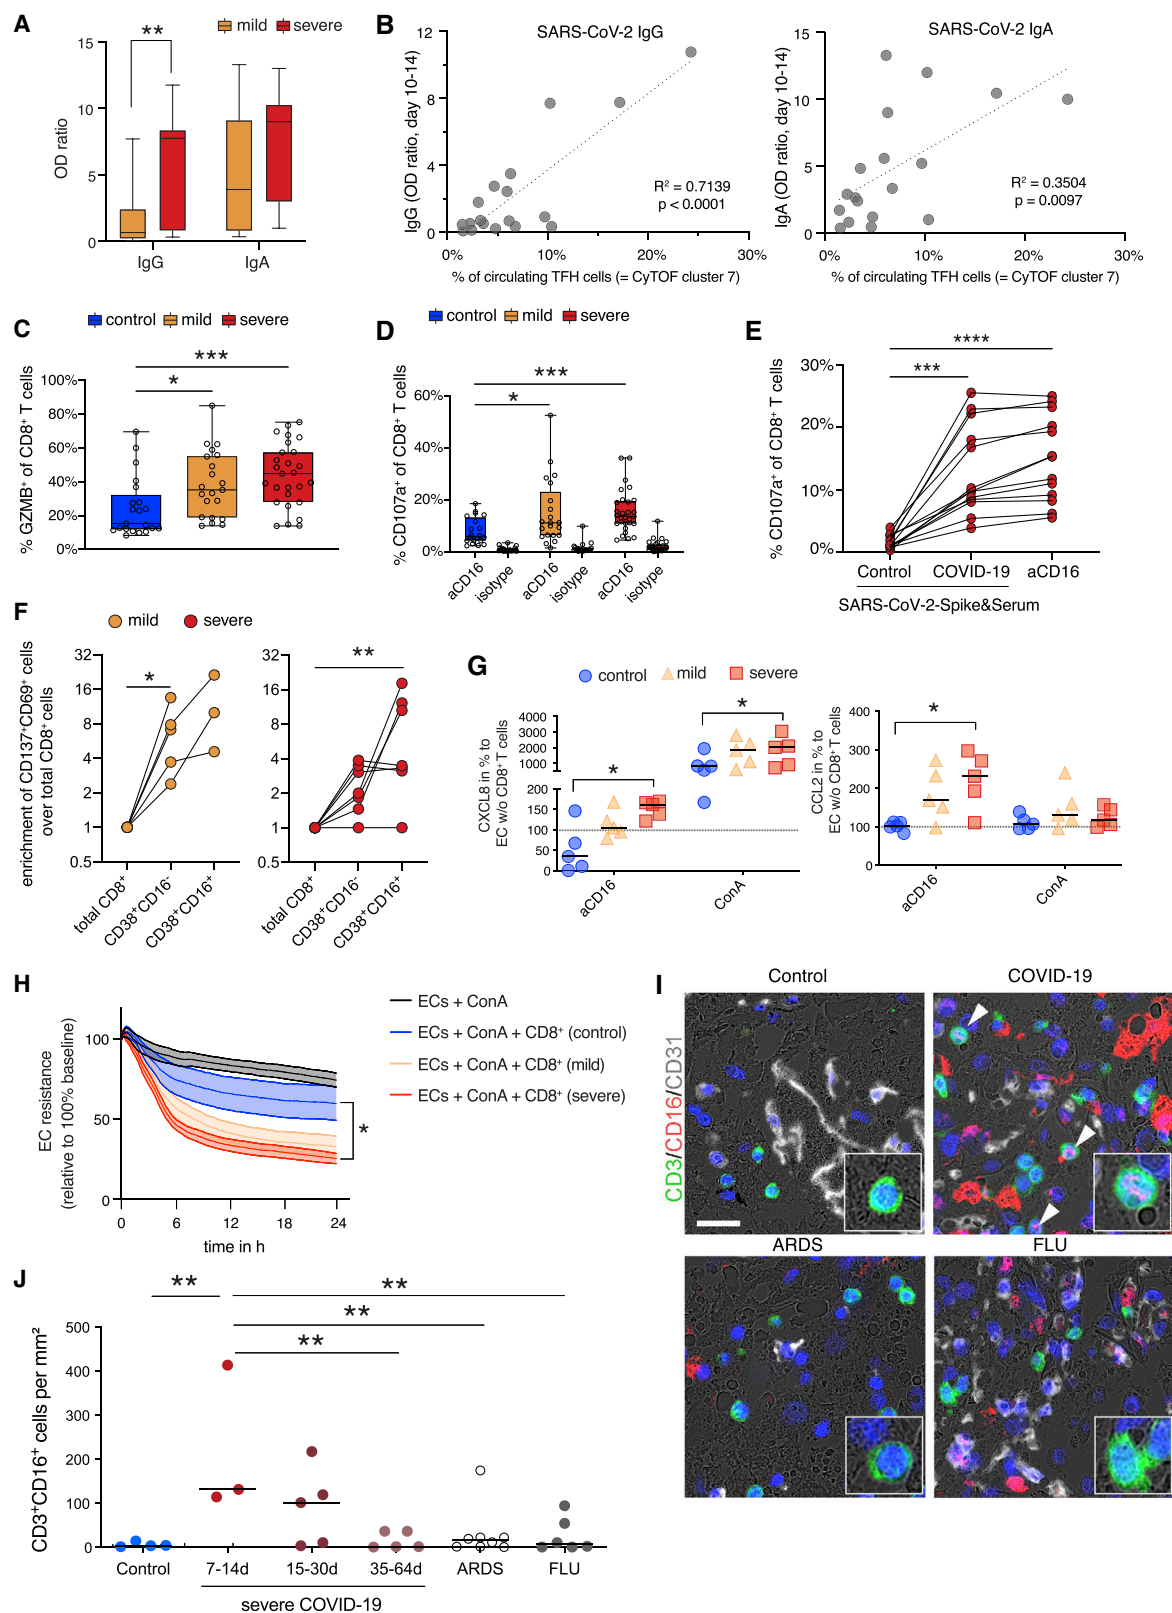 A
mild severe
**
15
10
5
0
OD ratio
IgG IgA
B
SARS-CoV-2 IgG
12
8
4
0
IgG (OD ratio, day 10-14)
R² = 0.7139
p < 0.0001
0% 10% 20% 30%
% of circulating TFH cells (= CyTOF cluster 7)
SARS-CoV-2 IgA
15
10
5
0
IgA (OD ratio, day 10-14)
R² = 0.3504
p = 0.0097
0% 10% 20% 30%
% of circulating TFH cells (= CyTOF cluster 7)
C
control mild severe
***
*
100%
80%
60%
40%
20%
0%
% GZMB⁺ of CD8⁺ T cells
D
control mild severe
***
*
60%
40%
20%
0%
% CD107a⁺ of CD8⁺ T cells
aCD16 isotype aCD16 isotype aCD16 isotype
E
****
***
30%
20%
10%
0%
% CD107a⁺ of CD8⁺ T cells
Control COVID-19 aCD16
SARS-CoV-2-Spike&Serum
F
mild severe
32
16
8
4
2
1
0.5
*
enrichment of CD137⁺CD69⁺ cells
over total CD8⁺ cells
total CD8⁺ CD38⁺CD16⁻ CD38⁺CD16⁺
32
16
8
4
2
1
0.5
**
total CD8⁺ CD38⁺CD16⁻ CD38⁺CD16⁺
G
control mild severe
4000
3000
2000
1000
500
200
150
100
50
0
*
*
CXCL8 in % to
EC w/o CD8⁺ T cells
aCD16 ConA
400
300
200
100
0
*
CCL2 in % to
EC w/o CD8⁺ T cells
aCD16 ConA
H
100
50
0
EC resistance
(relative to 100% baseline)
0 6 12 18 24
time in h
*
ECs + ConA
ECs + ConA + CD8⁺ (control)
ECs + ConA + CD8⁺ (mild)
ECs + ConA + CD8⁺ (severe)
I
Control COVID-19
CD3/CD16/CD31
ARDS FLU
J
** **
**
**
500
400
300
200
100
0
CD3⁺CD16⁺ cells per mm²
Control 7-14d 15-30d 35-64d ARDS FLU
severe COVID-19